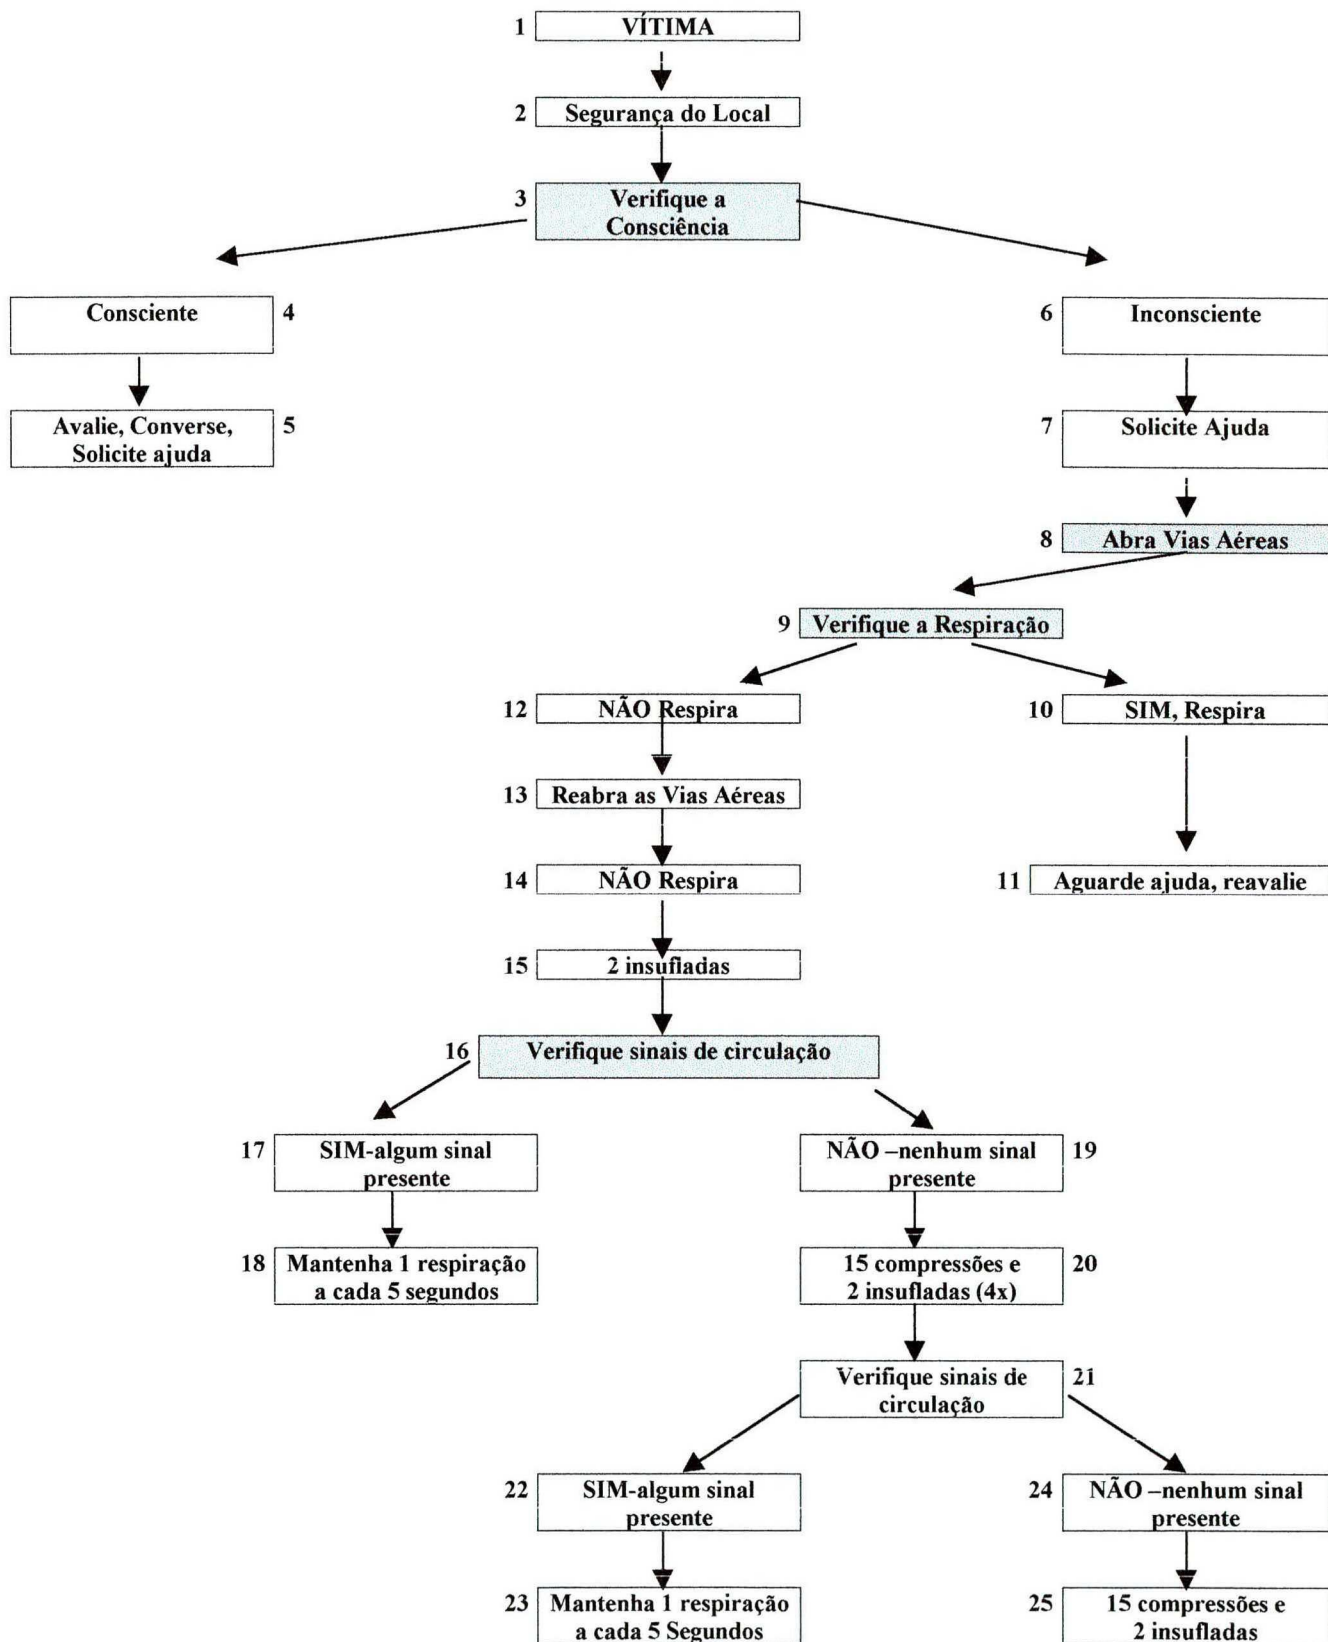 1 VÍTIMA
2 Segurança do Local
3 Verifique a
Consciência
Consciente 4
6 Inconsciente
Avalie, Converse, 5
Solicite ajuda
7 Solicite Ajuda
8 Abra Vias Aéreas
9 Verifique a Respiração
12 NÃO Respira
10 SIM, Respira
13 Reabra as Vias Aéreas
14 NÃO Respira
11 Aguarde ajuda, reavalie
15 2 insufladas
16 Verifique sinais de circulação
17 SIM-algum sinal
presente
NÃO –nenhum sinal 19
presente
18 Mantenha 1 respiração
a cada 5 segundos
15 compressões e 20
2 insufladas (4x)
Verifique sinais de 21
circulação
22 SIM-algum sinal
presente
24 NÃO –nenhum sinal
presente
23 Mantenha 1 respiração
a cada 5 Segundos
25 15 compressões e
2 insufladas